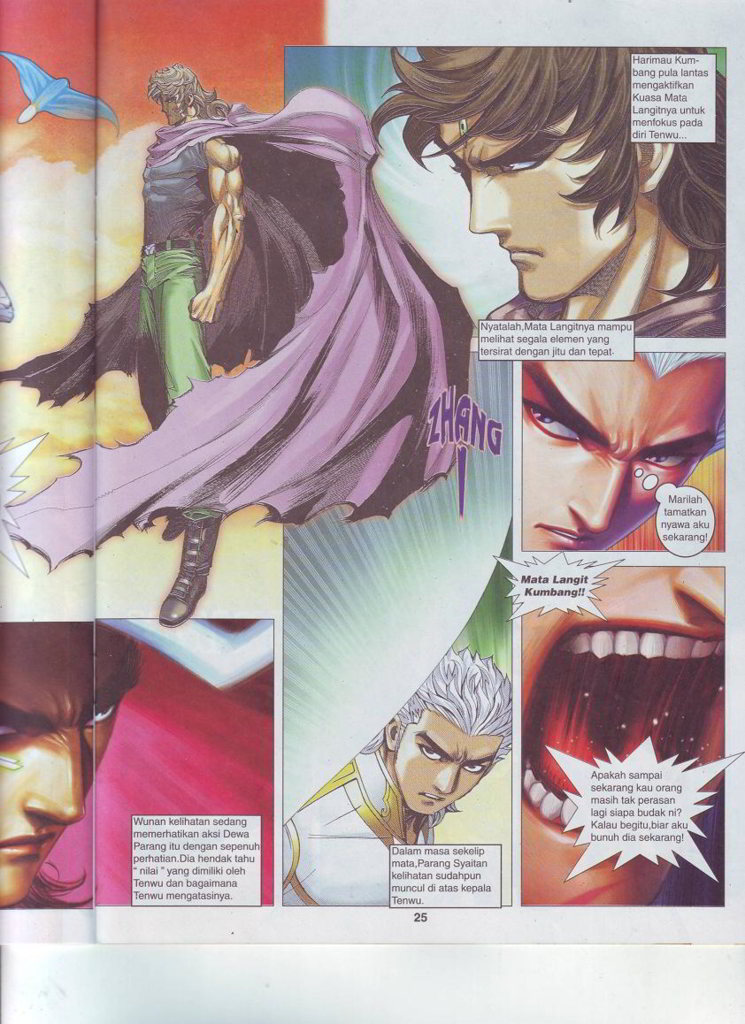 Harimau Kum-
bang pula lantas
mengaktifkan
Kuasa Mata
Langitnya untuk
menfokus pada
diri Tenwu...
Nyatalah,Mata Langitnya mampu
melihat segala elemen yang
tersirat dengan jitu dan tepat.
ZHANG
!
Marilah
tamatkan
nyawa aku
sekarang!
Mata Langit
Kumbang!!
Apakah sampai
sekarang kau orang
masih tak perasan
lagi siapa budak ni?
Kalau begitu,biar aku
bunuh dia sekarang!
Wunan kelihatan sedang
memerhatikan aksi Dewa
Parang itu dengan sepenuh
perhatian.Dia hendak tahu
" nilai " yang dimiliki oleh
Tenwu dan bagaimana
Tenwu mengatasinya.
Dalam masa sekelip
mata,Parang Syaitan
kelihatan sudahpun
muncul di atas kepala
Tenwu.
25